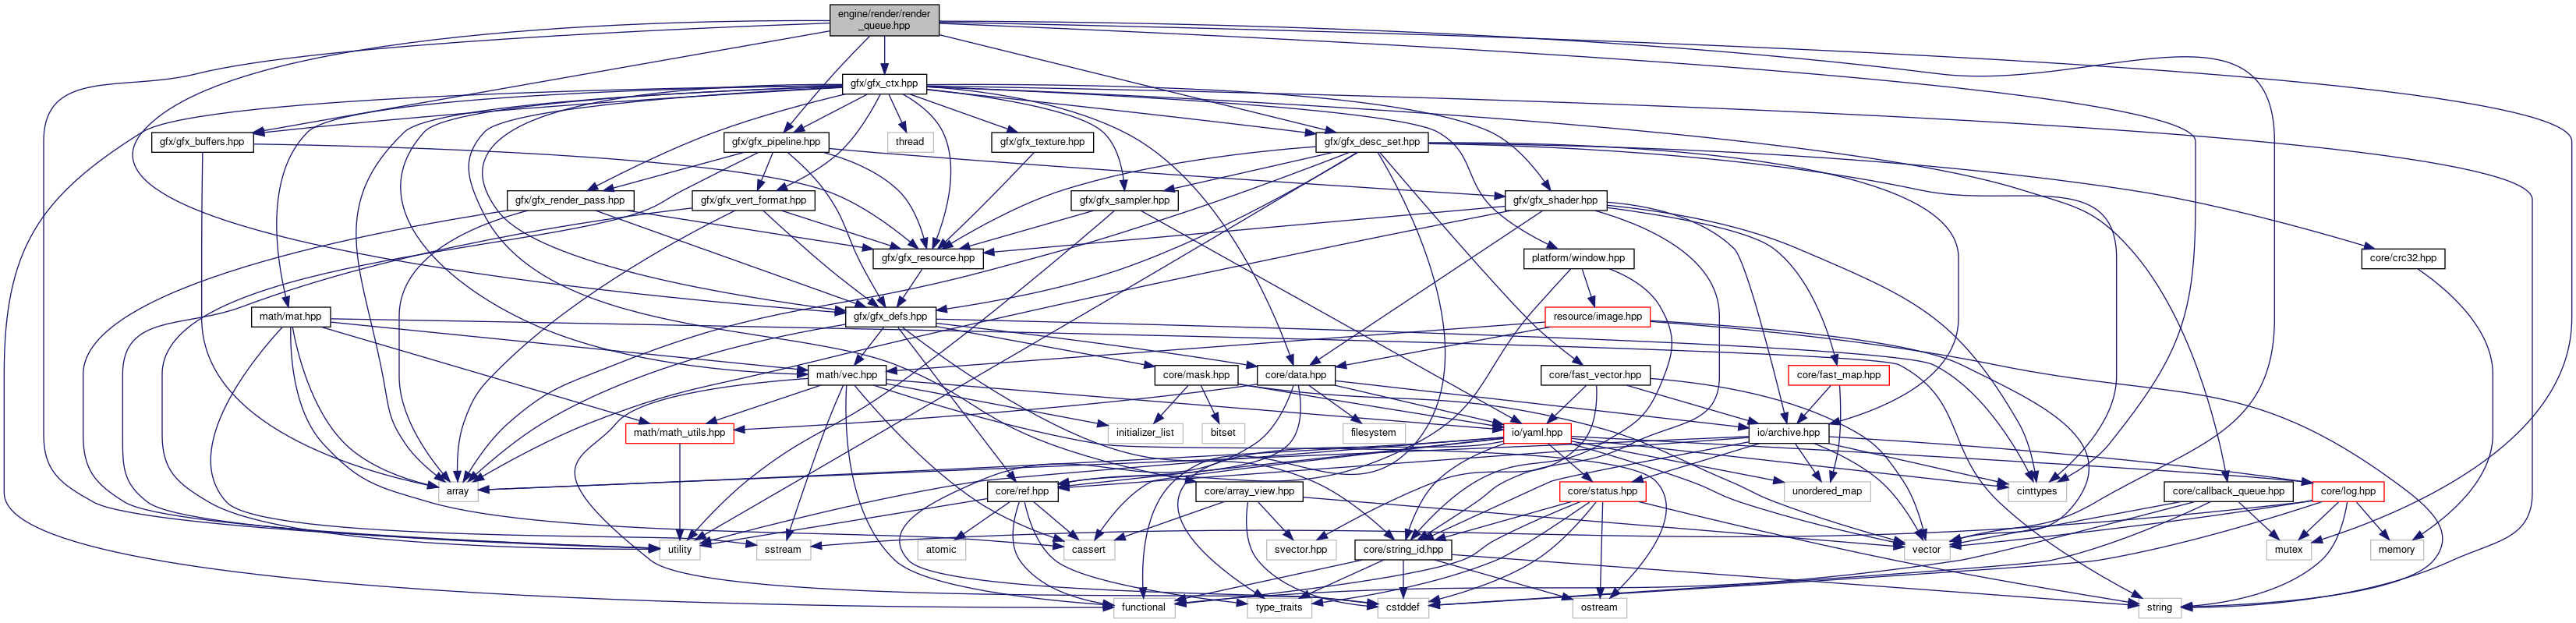 engine/render/render
_queue.hpp
gfx/gfx_ctx.hpp
gfx/gfx_buffers.hpp
gfx/gfx_pipeline.hpp
thread
gfx/gfx_texture.hpp
gfx/gfx_desc_set.hpp
gfx/gfx_render_pass.hpp
gfx/gfx_vert_format.hpp
gfx/gfx_sampler.hpp
gfx/gfx_shader.hpp
gfx/gfx_resource.hpp
platform/window.hpp
core/crc32.hpp
math/mat.hpp
gfx/gfx_defs.hpp
resource/image.hpp
math/vec.hpp
core/mask.hpp
core/data.hpp
core/fast_vector.hpp
core/fast_map.hpp
math/math_utils.hpp
initializer_list
bitset
filesystem
io/yaml.hpp
io/archive.hpp
array
core/ref.hpp
core/array_view.hpp
core/status.hpp
unordered_map
cinttypes
core/callback_queue.hpp
core/log.hpp
utility
sstream
atomic
cassert
svector.hpp
core/string_id.hpp
vector
mutex
memory
functional
type_traits
cstddef
ostream
string